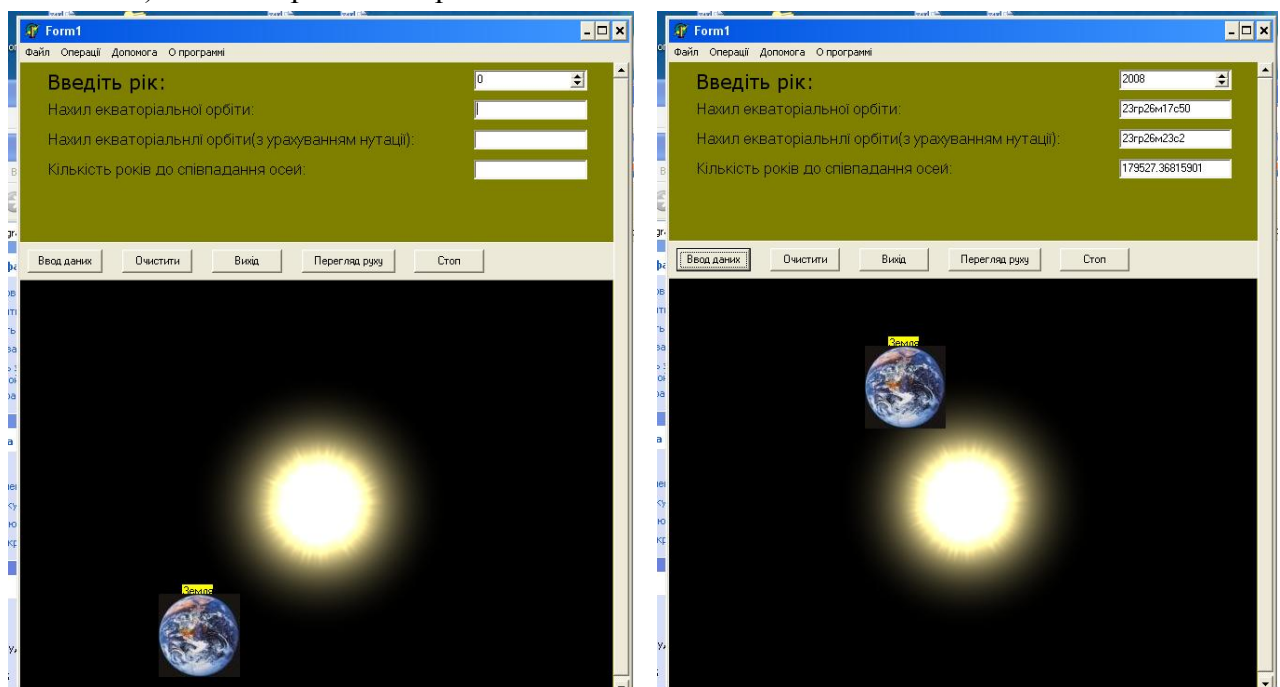 Form1
Файл Операції Допомога О програмі
Введіть рік:
0
Нахил екваторіальної орбіти:
Нахил екваторіальнлі орбіти(з урахуванням нутації):
Кількість років до співпадання осей:
Ввод даних Очистити Вихід Перегляд руху Стоп
Земля
Form1
Файл Операції Допомога О програмі
Введіть рік:
2008
Нахил екваторіальної орбіти:
23гр26м17с50
Нахил екваторіальнлі орбіти(з урахуванням нутації):
23гр26м23с2
Кількість років до співпадання осей:
179527.36815901
Ввод даних Очистити Вихід Перегляд руху Стоп
Земля